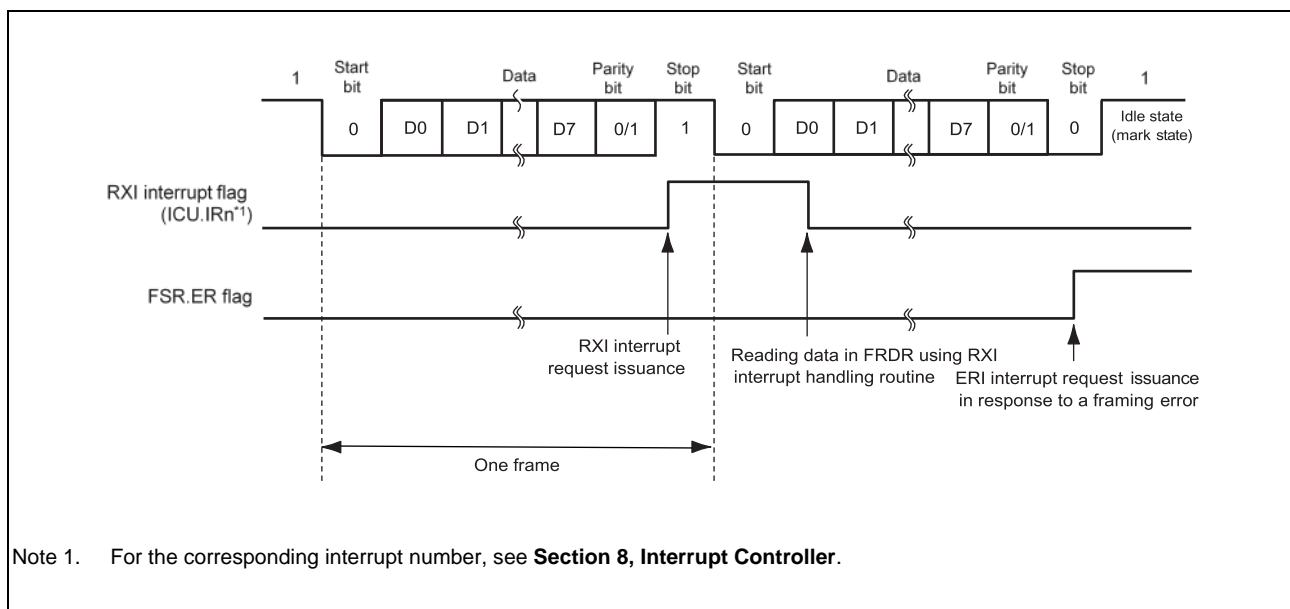 1 Start bit Data Parity bit Stop bit Start bit Data Parity bit Stop bit 1
0 D0 D1 D7 0/1 1 0 D0 D1 D7 0/1 0 Idle state (mark state)
RXI interrupt flag
(ICU.IRn*1)
FSR.ER flag
RXI interrupt
request issuance
Reading data in FRDR using RXI
interrupt handling routine
ERI interrupt request issuance
in response to a framing error
One frame
Note 1. For the corresponding interrupt number, see Section 8, Interrupt Controller.